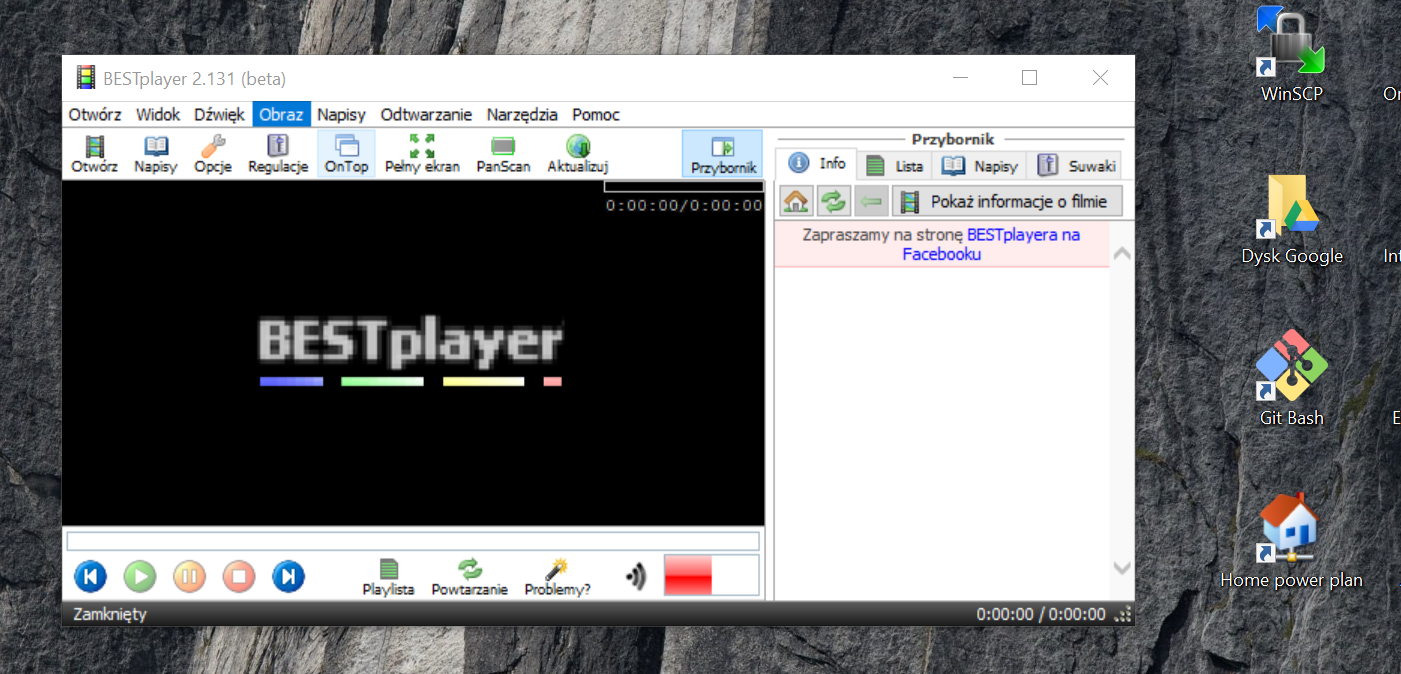 BESTplayer 2.131 (beta)
Otwórz Widok Dźwięk Obraz Napisy Odtwarzanie Narzędzia Pomoc
Otwórz Napisy Opcje Regulacje OnTop Pełny ekran PanScan Aktualizuj Przybornik
Przybornik
Info Lista Napisy Suwaki
Pokaż informacje o filmie
0:00:00/0:00:00
Zapraszamy na stronę BESTplayera na
Facebooku
BESTplayer
Playlista Powtarzanie Problemy?
Zamknięty 0:00:00 / 0:00:00
WinSCP
Dysk Google
Git Bash
Home power plan